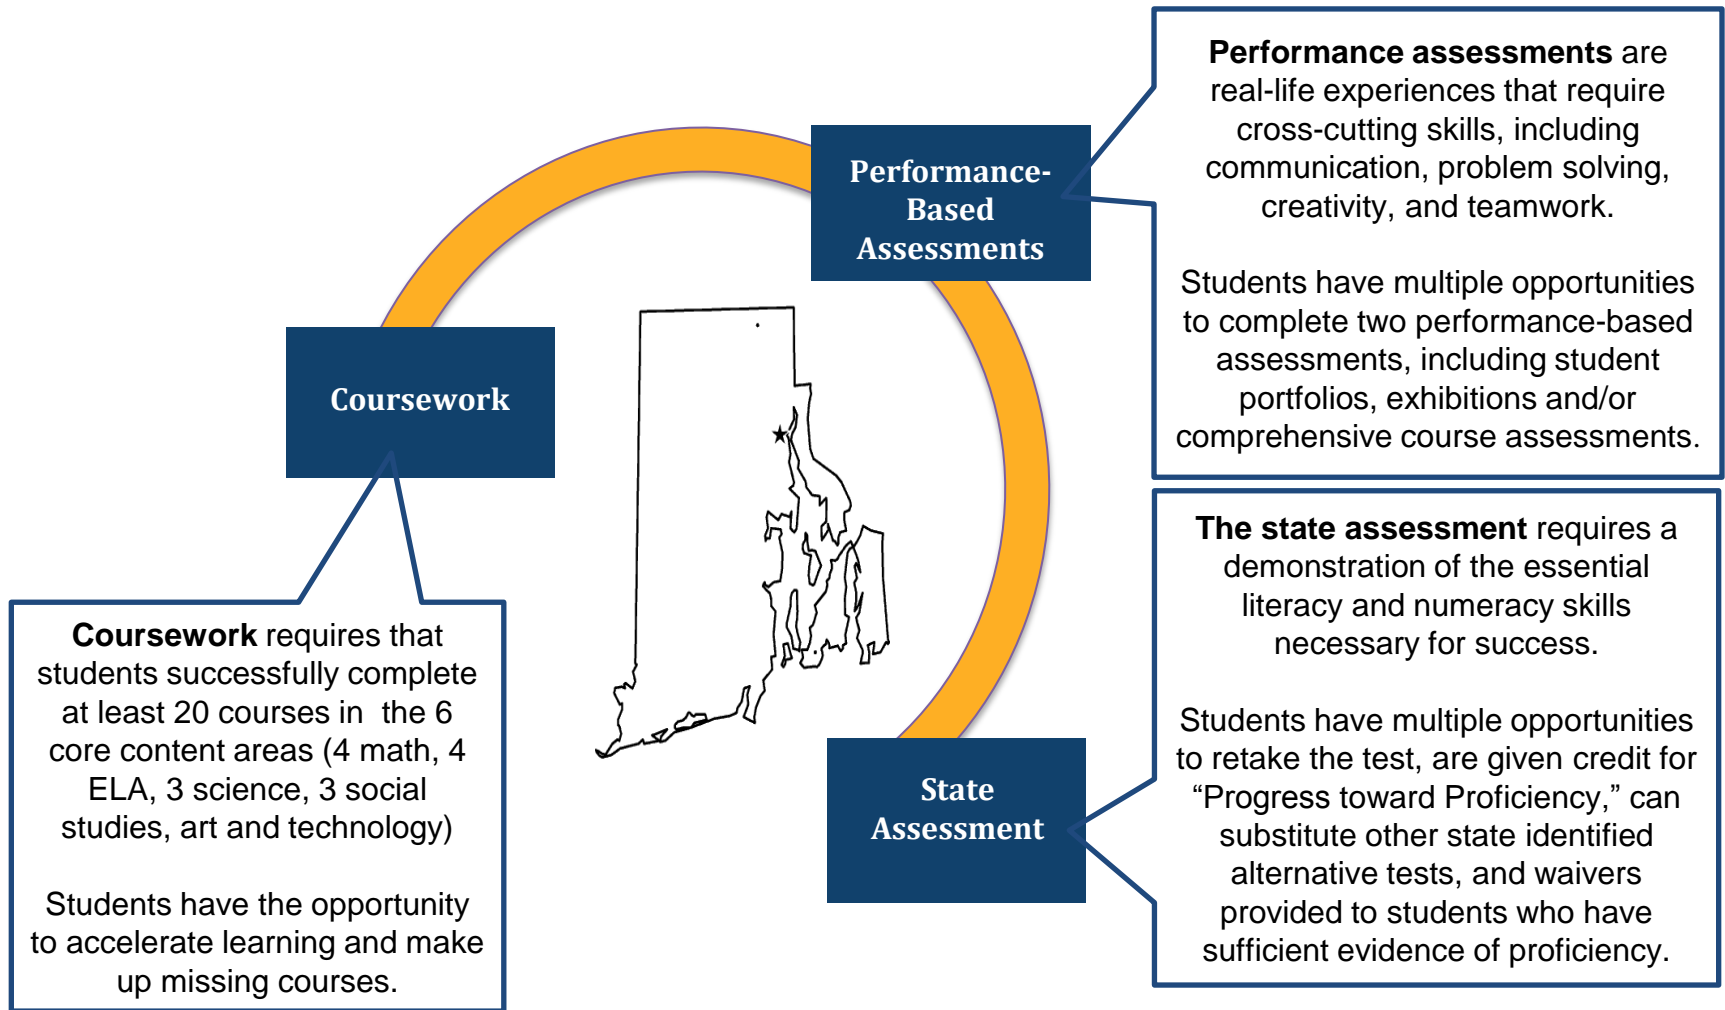 Performance-
Based
Assessments
Performance assessments are
real-life experiences that require
cross-cutting skills, including
communication, problem solving,
creativity, and teamwork.
Students have multiple opportunities
to complete two performance-based
assessments, including student
portfolios, exhibitions and/or
comprehensive course assessments.
Coursework
Coursework requires that
students successfully complete
at least 20 courses in  the 6
core content areas (4 math, 4
ELA, 3 science, 3 social
studies, art and technology)
Students have the opportunity
to accelerate learning and make
up missing courses.
State
Assessment
The state assessment requires a
demonstration of the essential
literacy and numeracy skills
necessary for success.
Students have multiple opportunities
to retake the test, are given credit for
“Progress toward Proficiency,” can
substitute other state identified
alternative tests, and waivers
provided to students who have
sufficient evidence of proficiency.